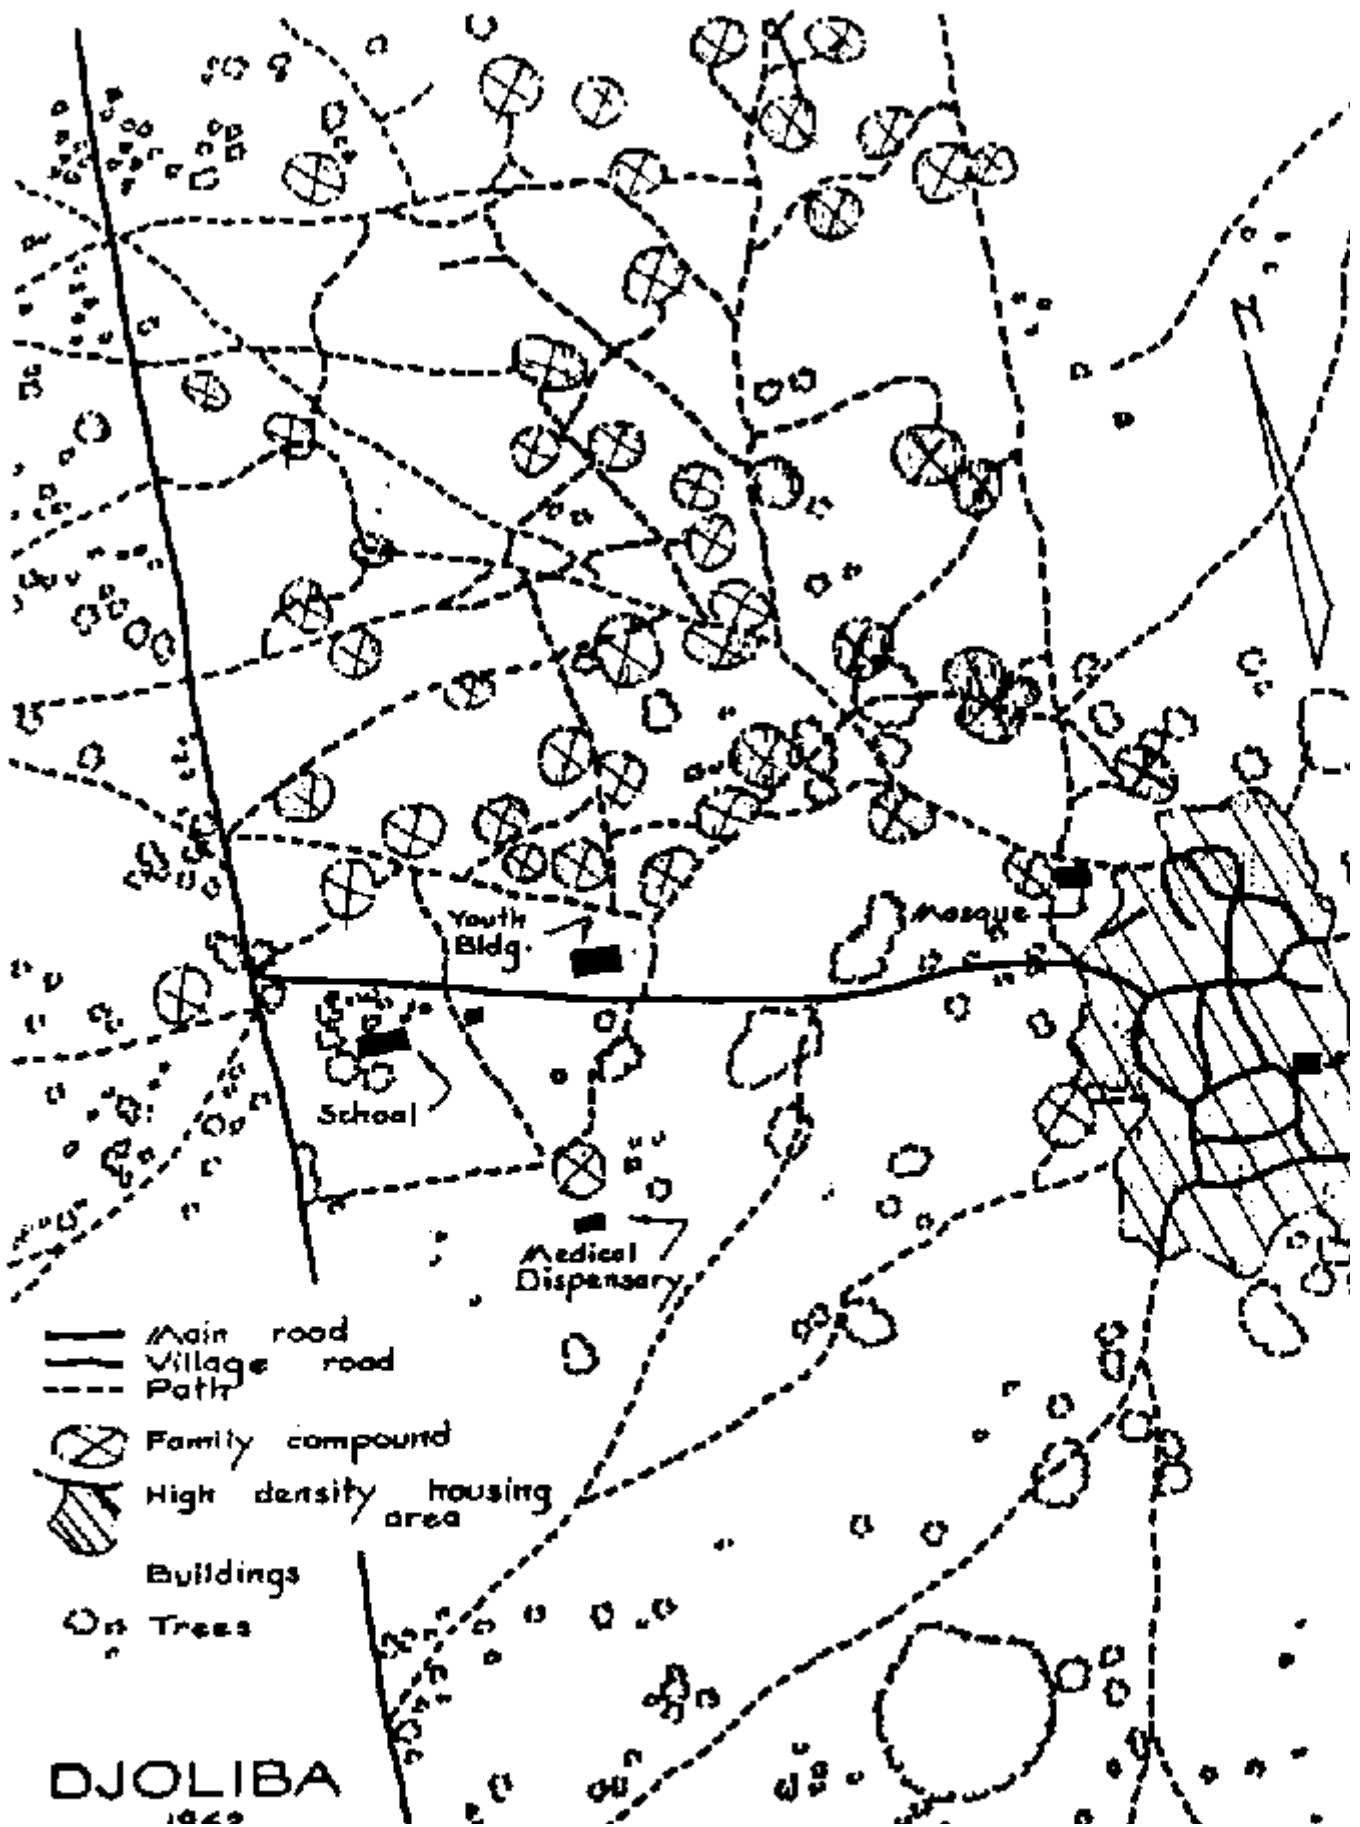 N
Youth
Bldg.
Mosque
School
Medical
Dispensary
Main road
Village road
Path
Family compound
High density housing
area
Buildings
Trees
DJOLIBA
1962